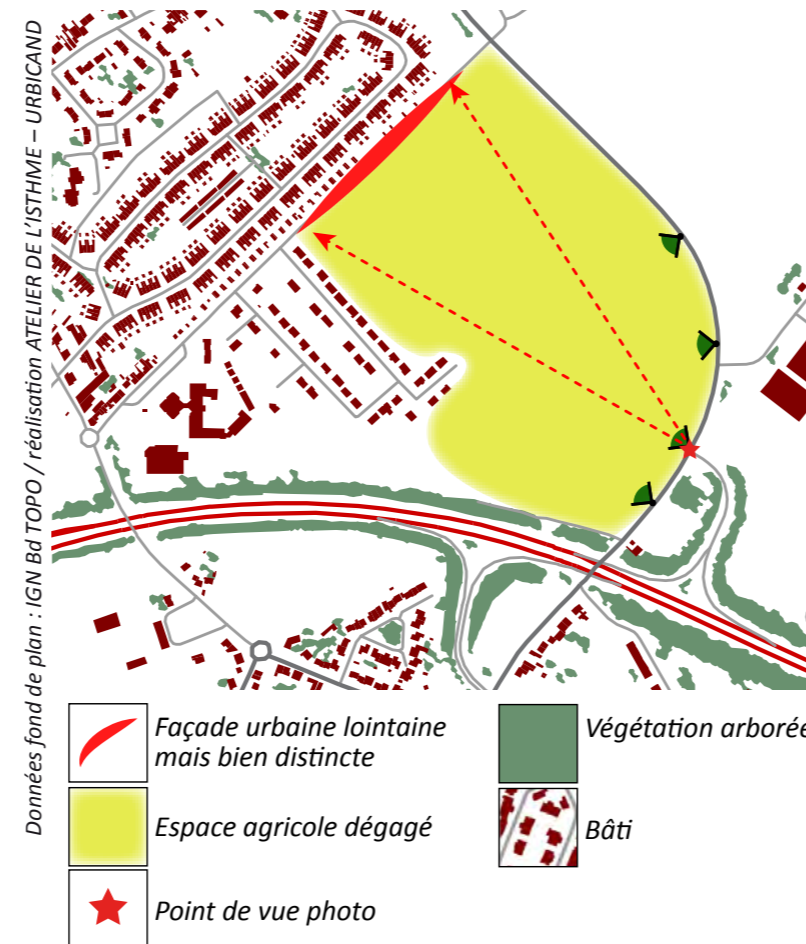 Données fond de plan : IGN Bd TOPO / réalisation ATELIER DE L'ISTHME – URBICAND
Façade urbaine lointaine
mais bien distincte
Espace agricole dégagé
Point de vue photo
Végétation arborée
Bâti